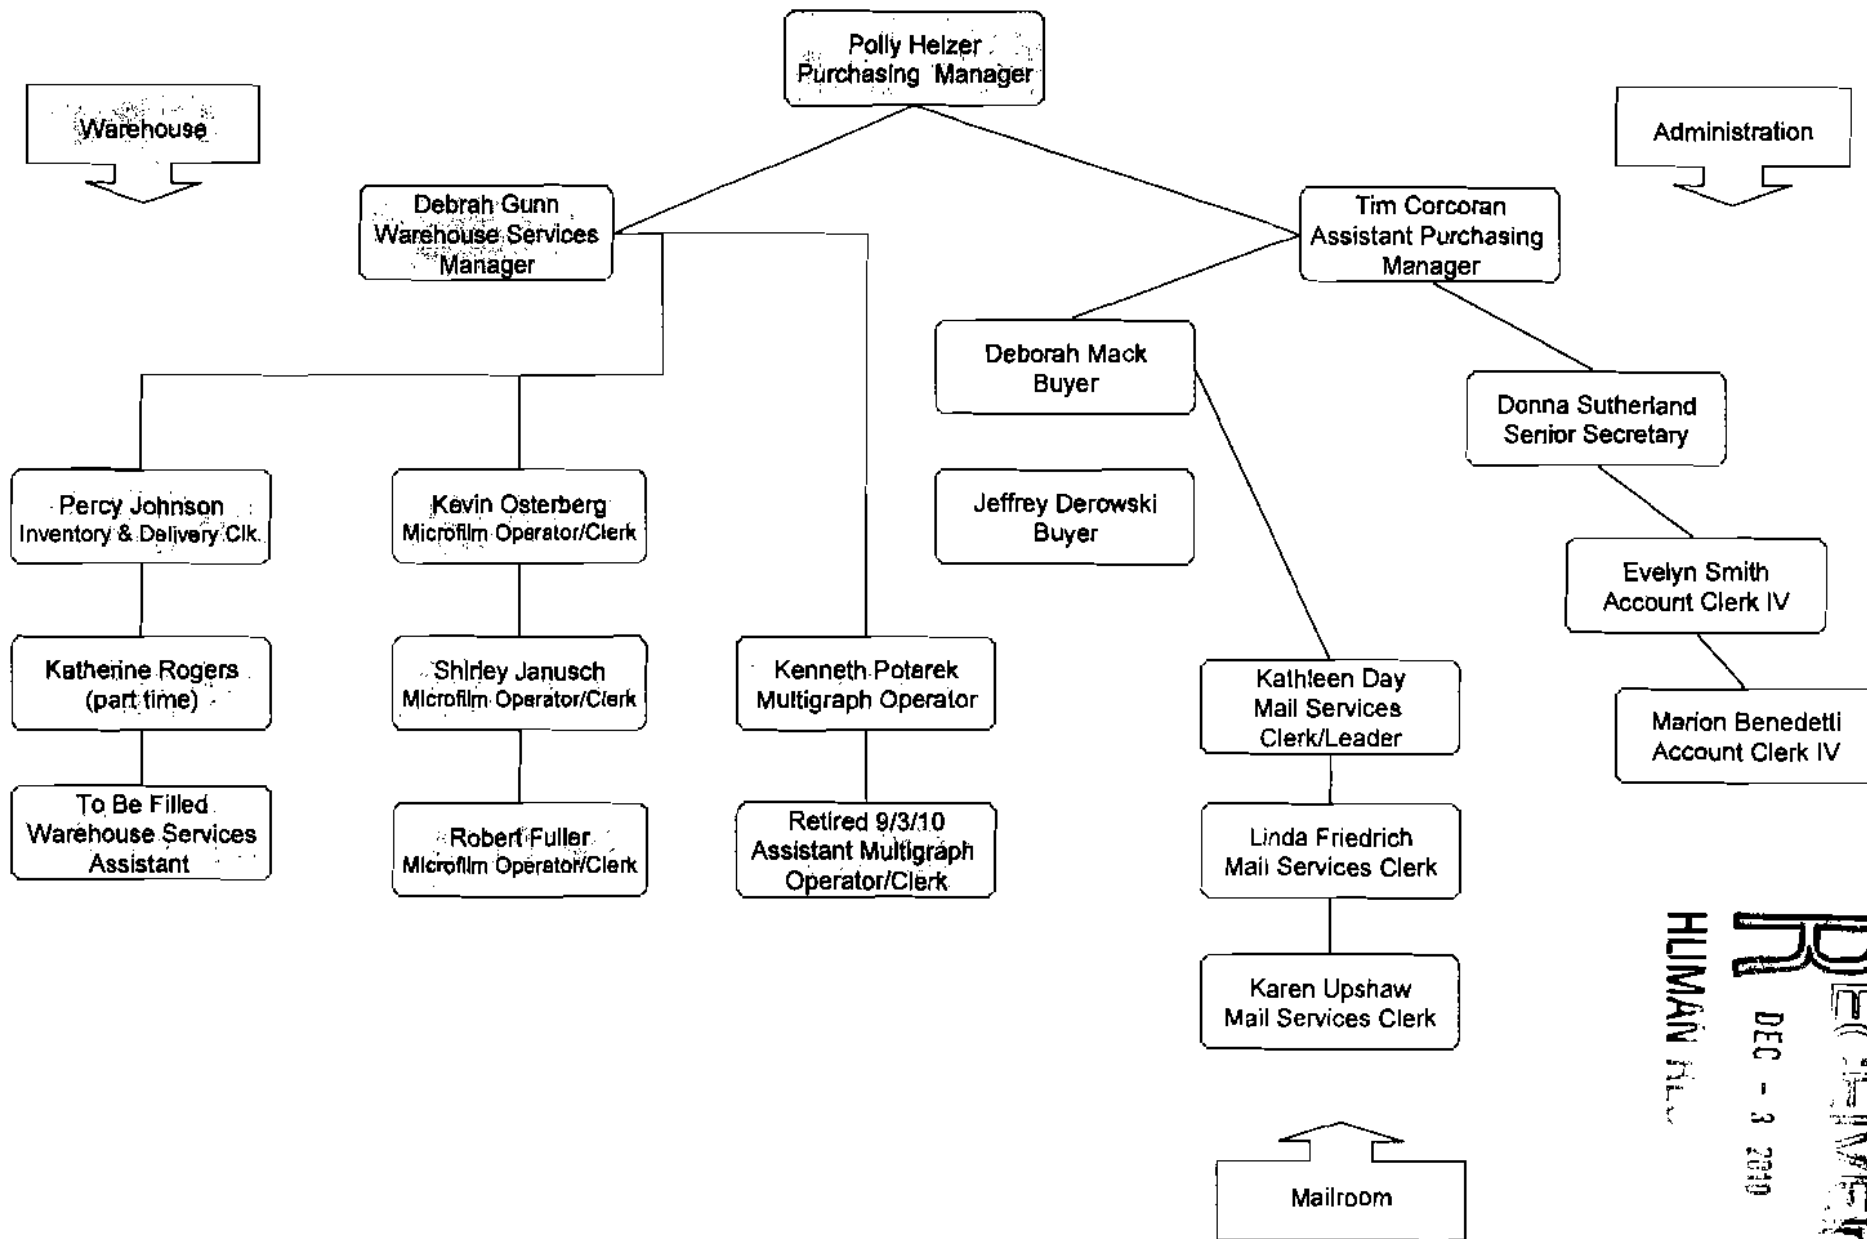 Polly Helzer
Purchasing Manager
Warehouse
Administration
Debrah Gunn
Warehouse Services
Manager
Tim Corcoran
Assistant Purchasing
Manager
Deborah Mack
Buyer
Donna Sutherland
Senior Secretary
Percy Johnson
Inventory & Delivery Clk.
Kevin Osterberg
Microfilm Operator/Clerk
Jeffrey Derowski
Buyer
Evelyn Smith
Account Clerk IV
Katherine Rogers
(part time)
Shirley Janusch
Microfilm Operator/Clerk
Kenneth Potarek
Multigraph Operator
Kathleen Day
Mail Services
Clerk/Leader
Marion Benedetti
Account Clerk IV
To Be Filled
Warehouse Services
Assistant
Robert Fuller
Microfilm Operator/Clerk
Retired 9/3/10
Assistant Multigraph
Operator/Clerk
Linda Friedrich
Mail Services Clerk
Karen Upshaw
Mail Services Clerk
Mailroom
RECEIVED
DEC - 3 2010
HUMAN